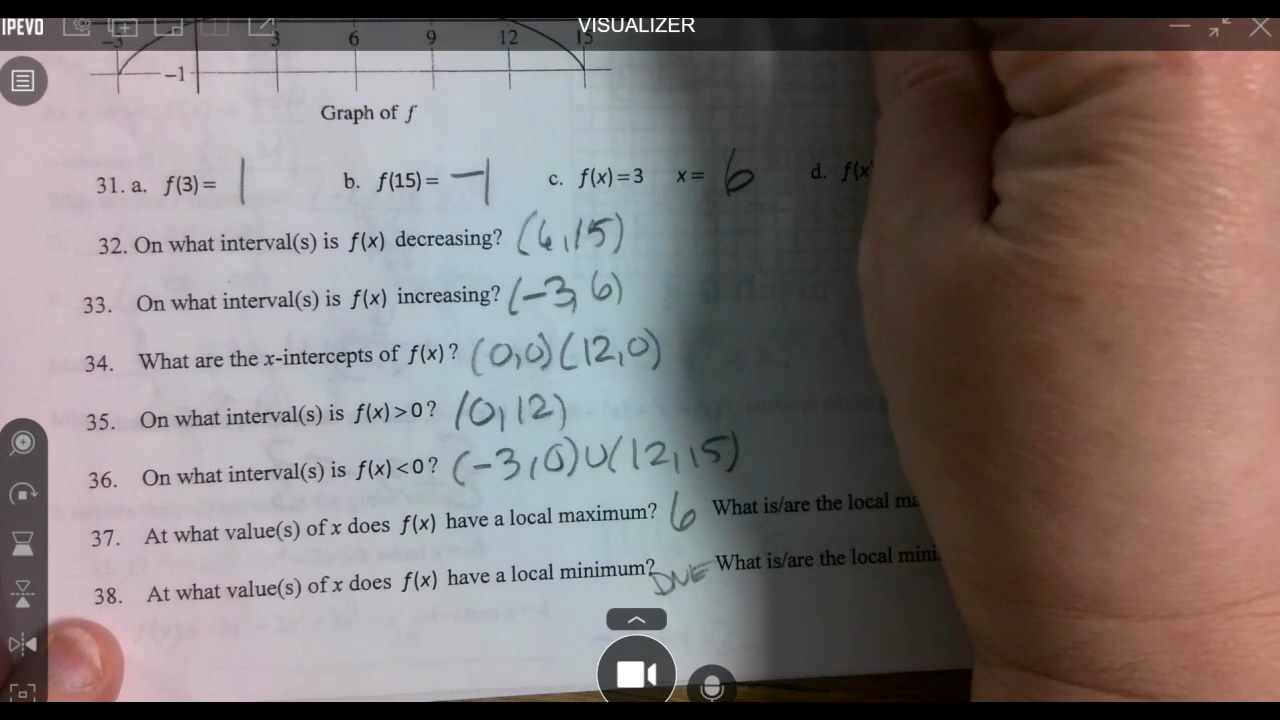 IPEVO VISUALIZER
-3 3 6 9 12 15
-1
Graph of f
31. a. f(3)= 1 b. f(15)= -1 c. f(x)=3 x= 6 d. f(x
32. On what interval(s) is f(x) decreasing? (6,15)
33. On what interval(s) is f(x) increasing? (-3,6)
34. What are the x-intercepts of f(x)? (0,0)(12,0)
35. On what interval(s) is f(x)>0? (0,12)
36. On what interval(s) is f(x)<0? (-3,0)∪(12,15)
37. At what value(s) of x does f(x) have a local maximum? 6 What is/are the local ma
38. At what value(s) of x does f(x) have a local minimum? DNE What is/are the local mini